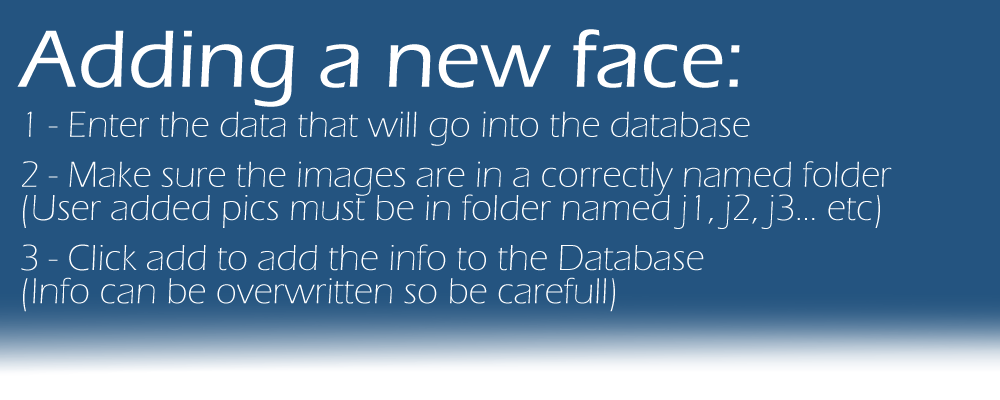 Adding a new face:
1 - Enter the data that will go into the database
2 - Make sure the images are in a correctly named folder
(User added pics must be in folder named j1, j2, j3... etc)
3 - Click add to add the info to the Database
(Info can be overwritten so be carefull)